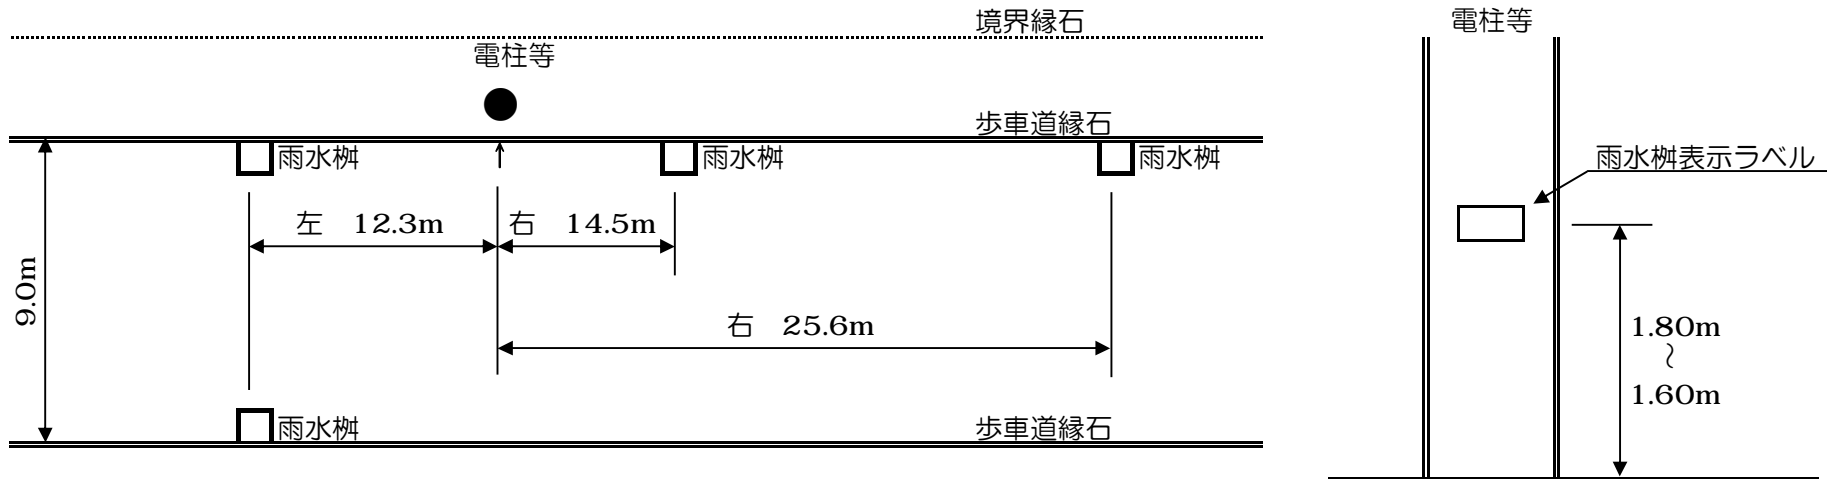 境界縁石
電柱等
歩車道縁石
雨水桝
雨水桝
雨水桝
左 12.3m
右 14.5m
9.0m
右 25.6m
雨水桝
歩車道縁石
電柱等
雨水桝表示ラベル
1.80m
～
1.60m